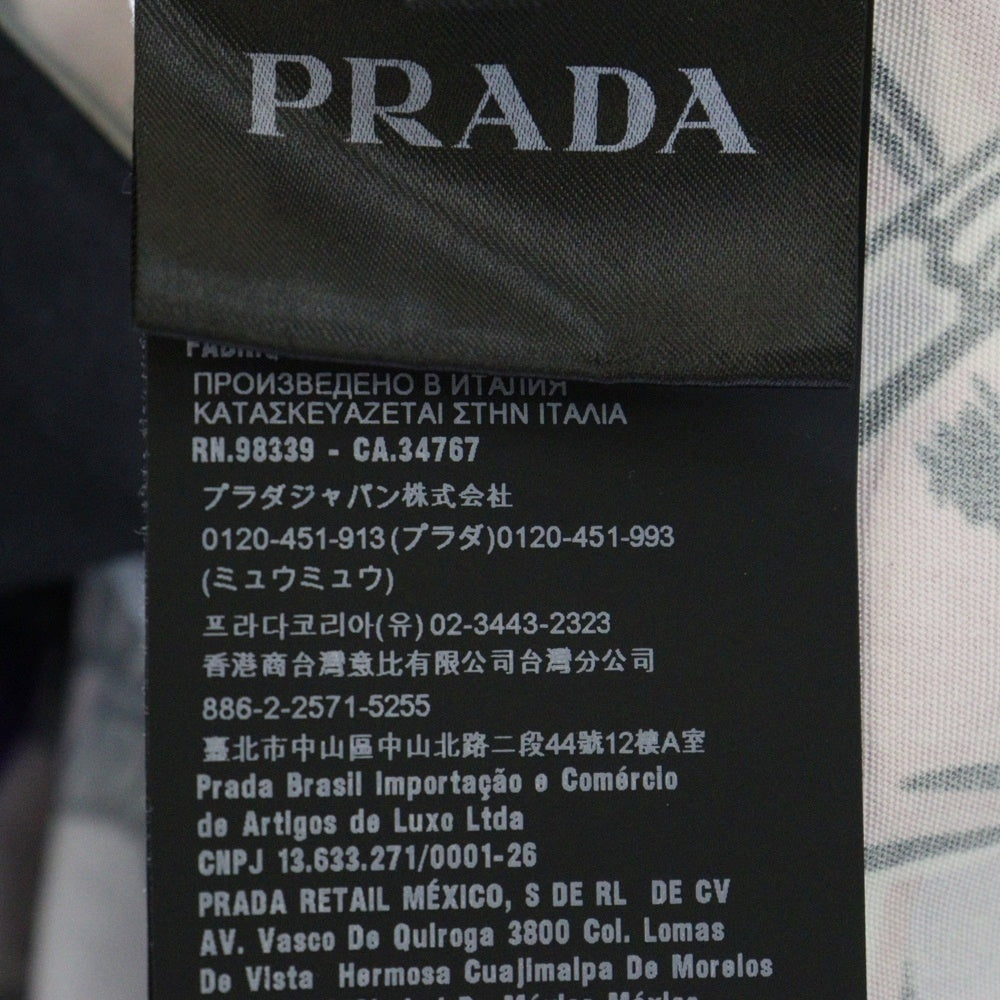 PRADA
ПРОИЗВЕДЕНО В ИТАЛИЯ
ΚΑΤΑΣΚΕΥΑΖΕΤΑΙ ΣΤΗΝ ΙΤΑΛΙΑ
RN.98339 - CA.34767
プラダジャパン株式会社
0120-451-913(プラダ)0120-451-993
(ミュウミュウ)
프라다코리아(유) 02-3443-2323
香港商台灣意比有限公司台灣分公司
886-2-2571-5255
臺北市中山區中山北路二段44號12樓A室
Prada Brasil Importação e Comércio
de Artigos de Luxo Ltda
CNPJ 13.633.271/0001-26
PRADA RETAIL MÉXICO, S DE RL DE CV
AV. Vasco De Quiroga 3800 Col. Lomas
De Vista Hermosa Cuajimalpa De Morelos